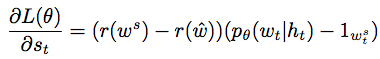 ∂L(θ)/∂s_t = (r(w^s) − r(ŵ))(p_θ(w_t|h_t) − 1_{w_t^s})